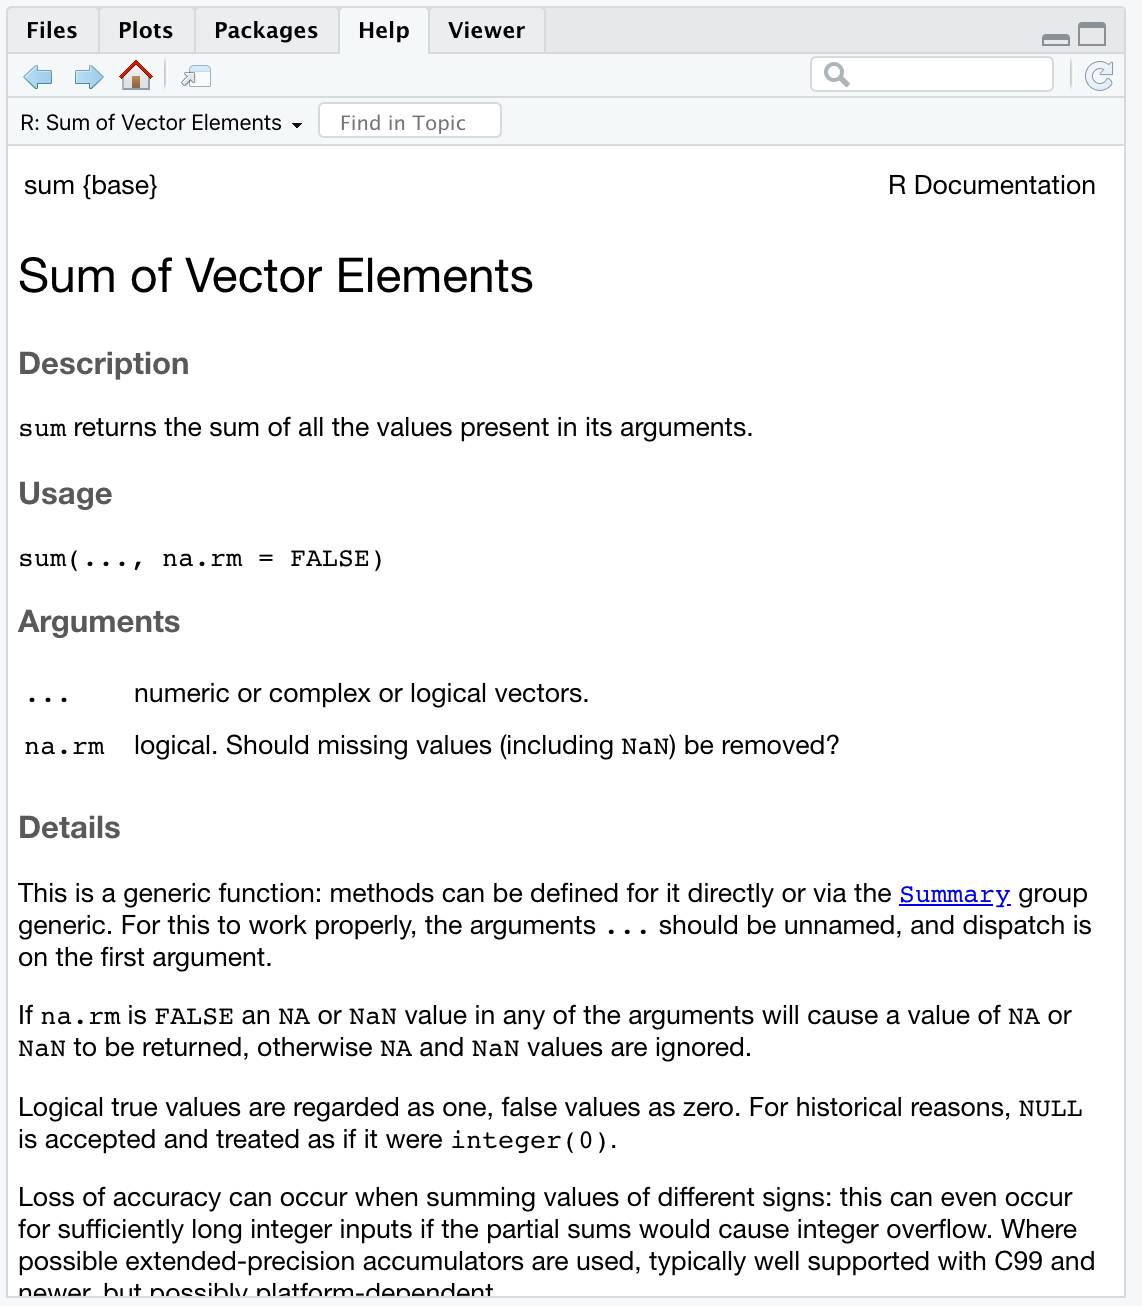 Files Plots Packages Help Viewer
R: Sum of Vector Elements Find in Topic
sum {base} R Documentation
Sum of Vector Elements
Description
sum returns the sum of all the values present in its arguments.
Usage
sum(..., na.rm = FALSE)
Arguments
... numeric or complex or logical vectors.
na.rm logical. Should missing values (including NaN) be removed?
Details
This is a generic function: methods can be defined for it directly or via the Summary group
generic. For this to work properly, the arguments ... should be unnamed, and dispatch is
on the first argument.
If na.rm is FALSE an NA or NaN value in any of the arguments will cause a value of NA or
NaN to be returned, otherwise NA and NaN values are ignored.
Logical true values are regarded as one, false values as zero. For historical reasons, NULL
is accepted and treated as if it were integer(0).
Loss of accuracy can occur when summing values of different signs: this can even occur
for sufficiently long integer inputs if the partial sums would cause integer overflow. Where
possible extended-precision accumulators are used, typically well supported with C99 and
newer, but possibly platform-dependent.